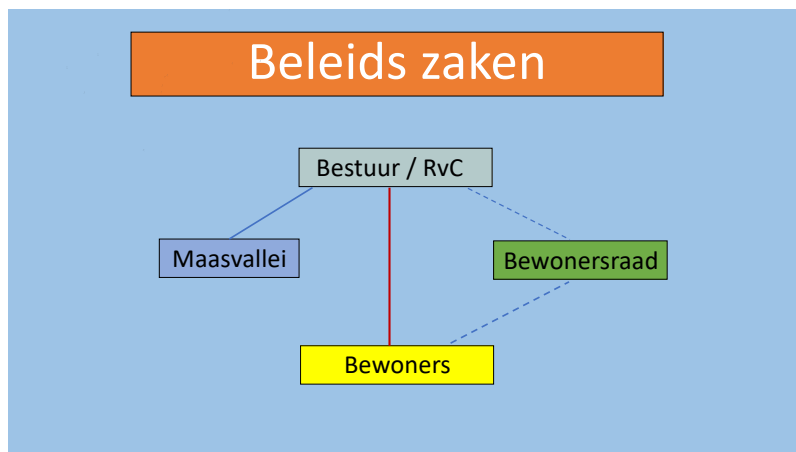 Beleids zaken
Bestuur / RvC
Maasvallei
Bewonersraad
Bewoners